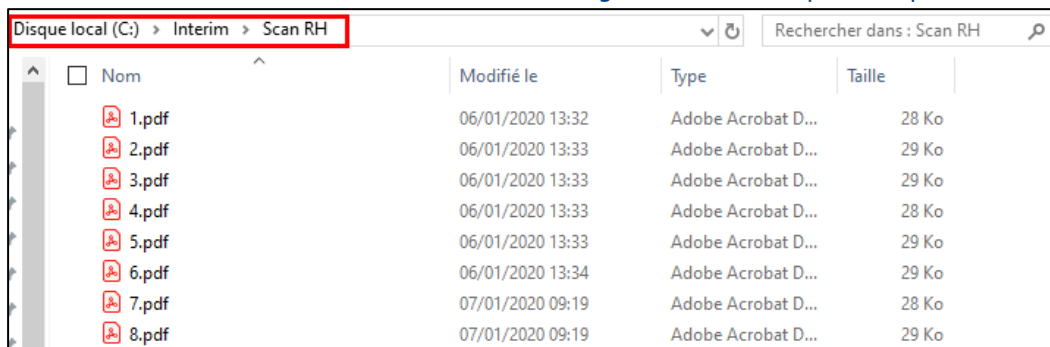 Disque local (C:) > Interim > Scan RH Rechercher dans : Scan RH
Nom Modifié le Type Taille
1.pdf 06/01/2020 13:32 Adobe Acrobat D... 28 Ko
2.pdf 06/01/2020 13:33 Adobe Acrobat D... 29 Ko
3.pdf 06/01/2020 13:33 Adobe Acrobat D... 29 Ko
4.pdf 06/01/2020 13:33 Adobe Acrobat D... 28 Ko
5.pdf 06/01/2020 13:33 Adobe Acrobat D... 29 Ko
6.pdf 06/01/2020 13:34 Adobe Acrobat D... 29 Ko
7.pdf 07/01/2020 09:19 Adobe Acrobat D... 28 Ko
8.pdf 07/01/2020 09:19 Adobe Acrobat D... 29 Ko